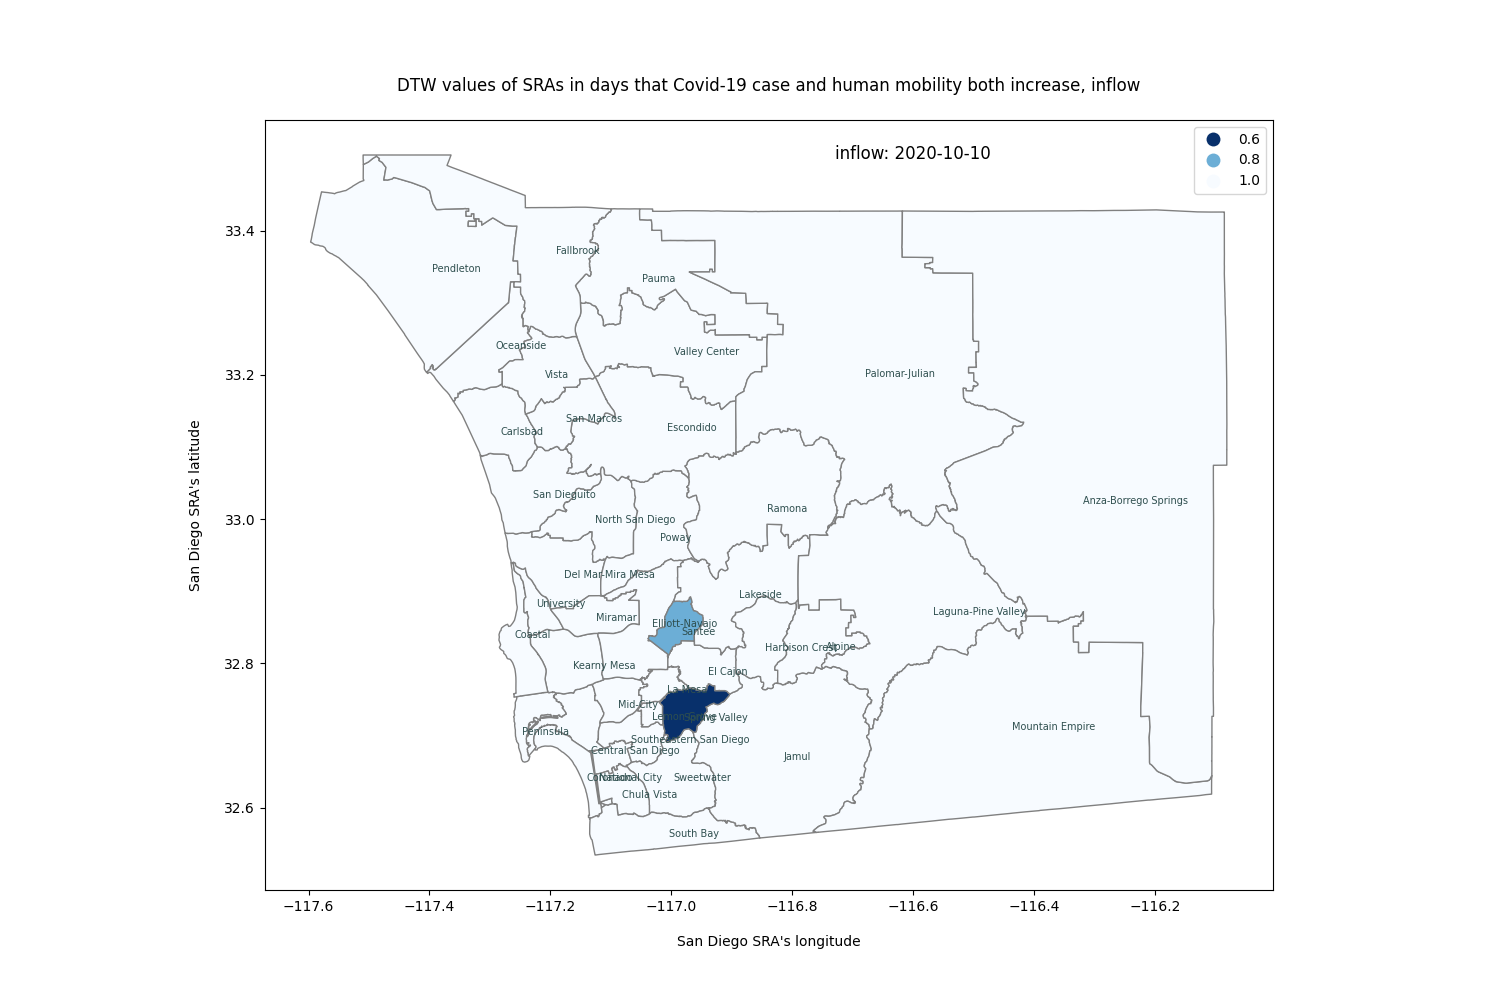 DTW values of SRAs in days that Covid-19 case and human mobility both increase, inflow
inflow: 2020-10-10
0.6
0.8
1.0
33.4
33.2
33.0
32.8
32.6
San Diego SRA's latitude
Fallbrook
Pendleton
Pauma
Oceanside
Valley Center
Vista
Palomar-Julian
San Marcos
Carlsbad
Escondido
San Dieguito
Anza-Borrego Springs
Ramona
North San Diego
Poway
Del Mar-Mira Mesa
Lakeside
University
Miramar
Laguna-Pine Valley
Elliott-Navajo
Santee
Coastal
Harbison Crest
Alpine
Kearny Mesa
El Cajon
La Mesa
Mid-City
Lemon Grove
Spring Valley
Mountain Empire
Peninsula
Southeastern San Diego
Central San Diego
Jamul
Coronado
National City
Sweetwater
Chula Vista
South Bay
−117.6 −117.4 −117.2 −117.0 −116.8 −116.6 −116.4 −116.2
San Diego SRA's longitude